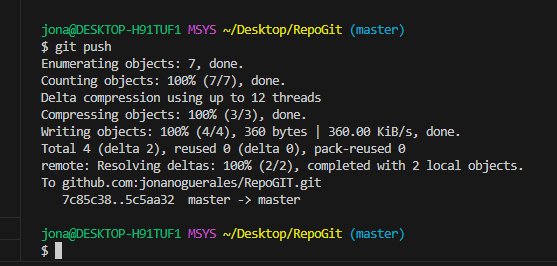 jona@DESKTOP-H91TUF1 MSYS ~/Desktop/RepoGit (master)
$ git push
Enumerating objects: 7, done.
Counting objects: 100% (7/7), done.
Delta compression using up to 12 threads
Compressing objects: 100% (3/3), done.
Writing objects: 100% (4/4), 360 bytes | 360.00 KiB/s, done.
Total 4 (delta 2), reused 0 (delta 0), pack-reused 0
remote: Resolving deltas: 100% (2/2), completed with 2 local objects.
To github.com:jonanoguerales/RepoGIT.git
   7c85c38..5c5aa32  master -> master
jona@DESKTOP-H91TUF1 MSYS ~/Desktop/RepoGit (master)
$